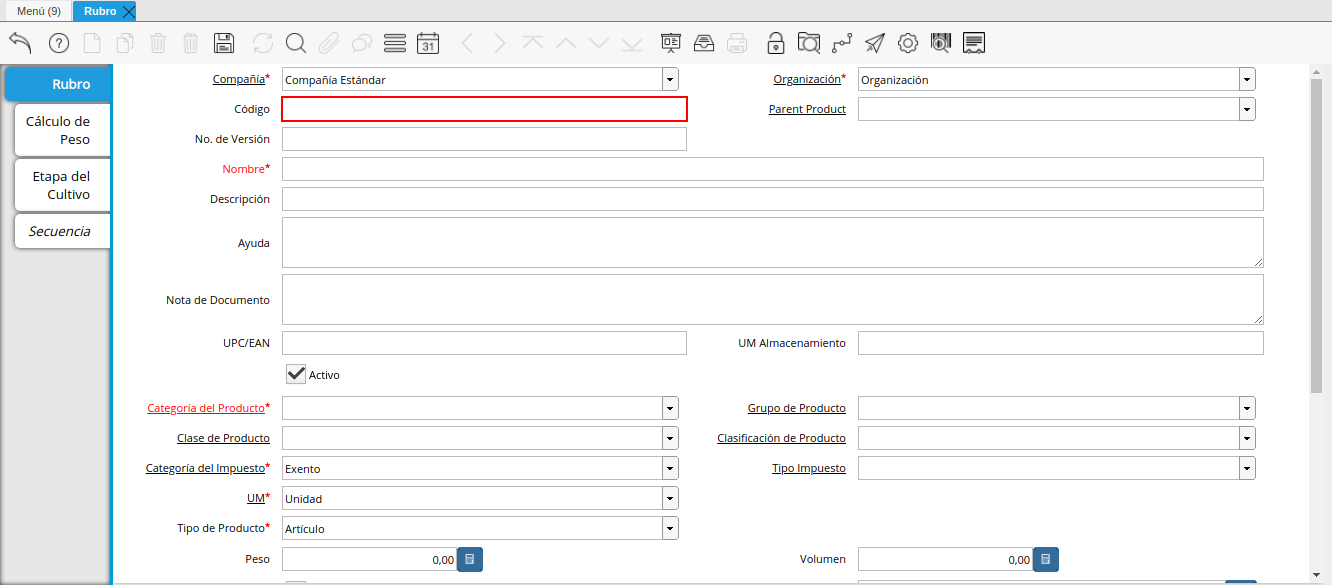 Menú (9) Rubro
31
Rubro
Cálculo de
Peso
Etapa del
Cultivo
Secuencia
Compañía* Compañía Estándar Organización* Organización
Código Parent Product
No. de Versión
Nombre*
Descripción
Ayuda
Nota de Documento
UPC/EAN UM Almacenamiento
Activo
Categoría del Producto* Grupo de Producto
Clase de Producto Clasificación de Producto
Categoría del Impuesto* Exento Tipo Impuesto
UM* Unidad
Tipo de Producto* Artículo
Peso 0,00 Volumen 0,00